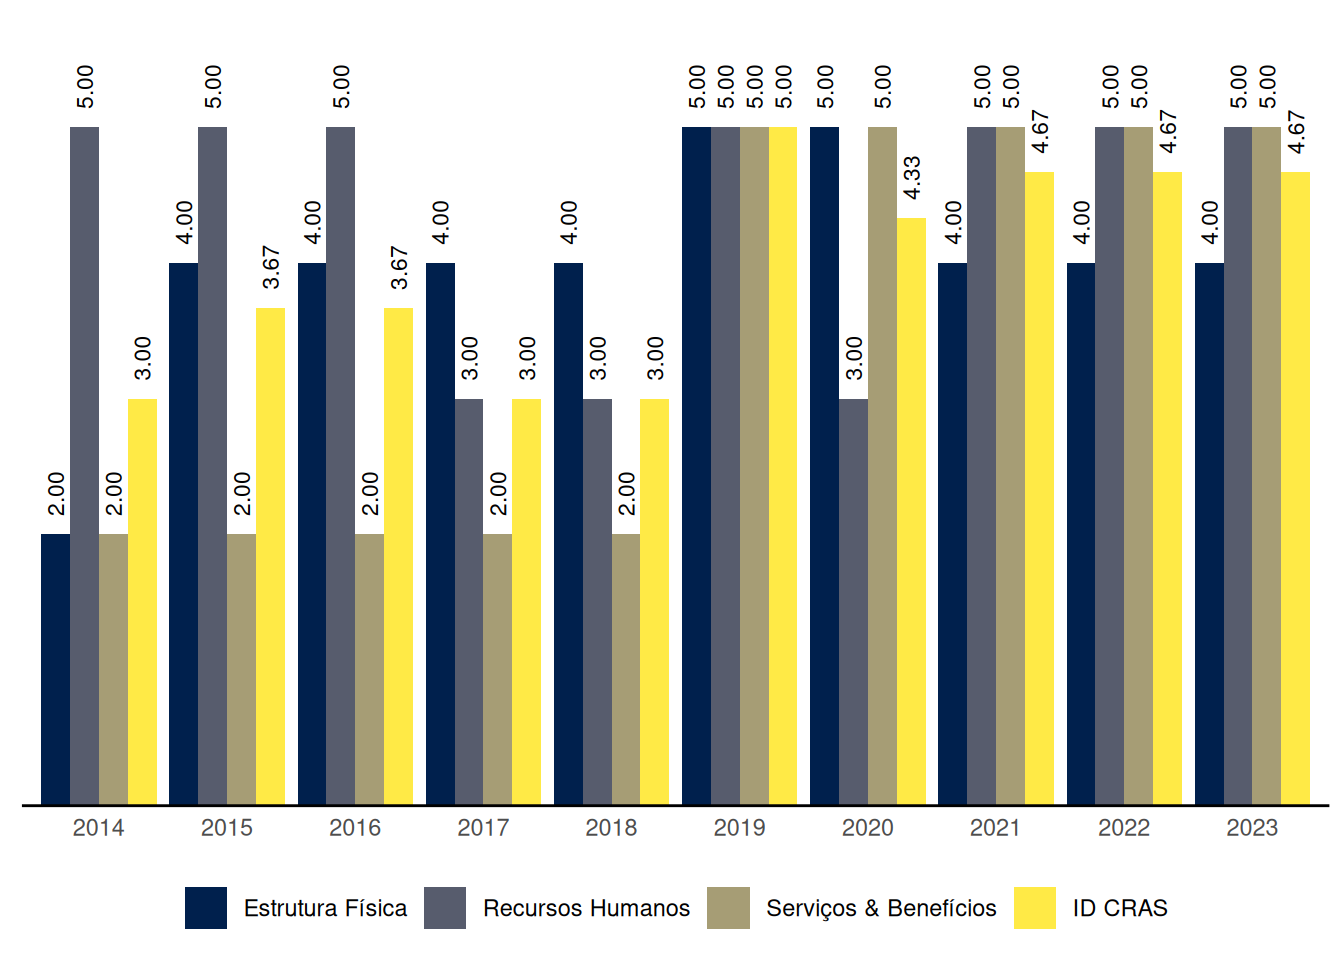 2.00 5.00 2.00 3.00 4.00 5.00 2.00 3.67 4.00 5.00 2.00 3.67 4.00 3.00 2.00 3.00 4.00 3.00 2.00 3.00 5.00 5.00 5.00 5.00 5.00 3.00 5.00 4.33 4.00 5.00 5.00 4.67 4.00 5.00 5.00 4.67 4.00 5.00 5.00 4.67
2014 2015 2016 2017 2018 2019 2020 2021 2022 2023
Estrutura Física Recursos Humanos Serviços & Benefícios ID CRAS